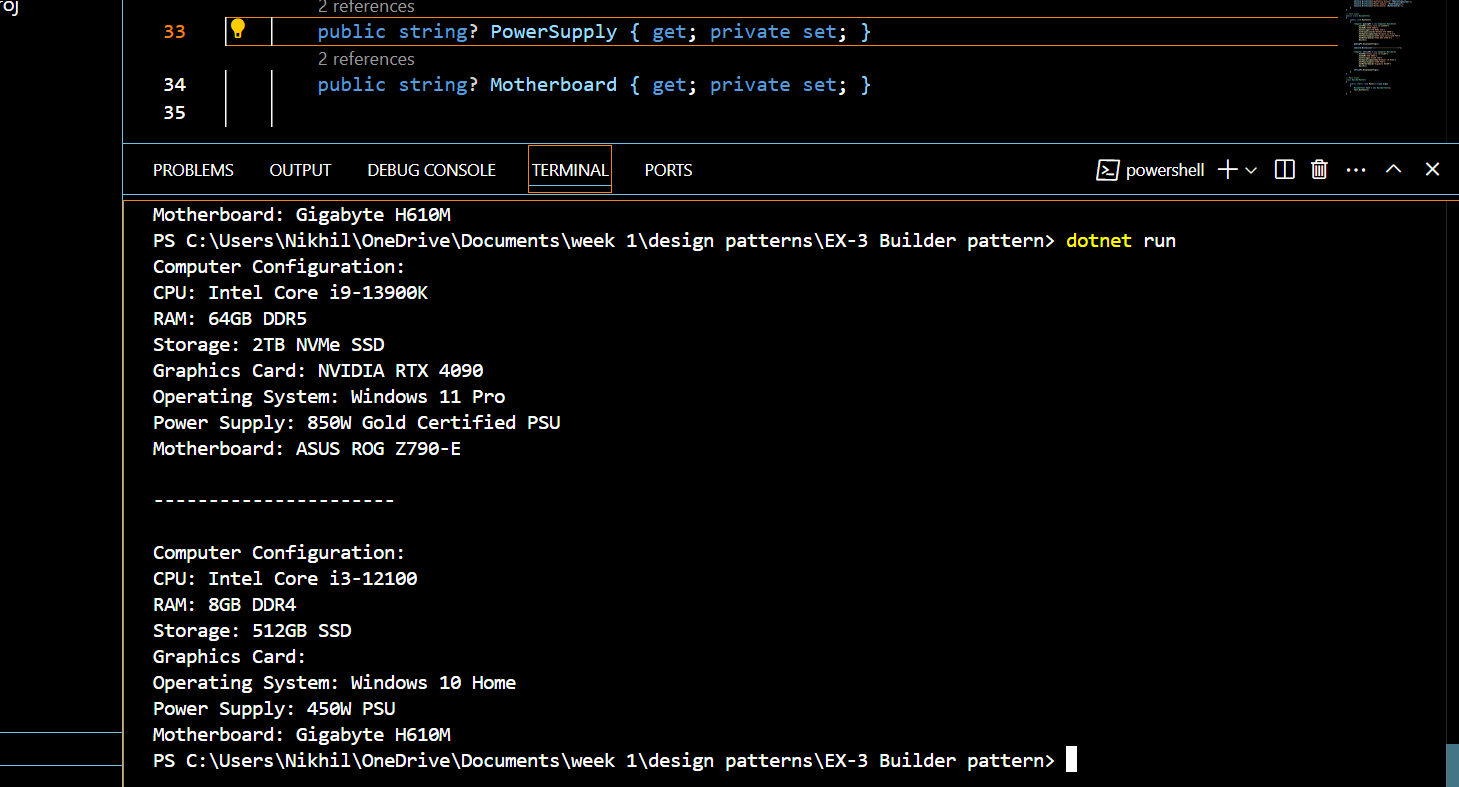 roj
2 references
33 public string? PowerSupply { get; private set; }
2 references
34 public string? Motherboard { get; private set; }
35
PROBLEMS OUTPUT DEBUG CONSOLE TERMINAL PORTS powershell
Motherboard: Gigabyte H610M
PS C:\Users\Nikhil\OneDrive\Documents\week 1\design patterns\EX-3 Builder pattern> dotnet run
Computer Configuration:
CPU: Intel Core i9-13900K
RAM: 64GB DDR5
Storage: 2TB NVMe SSD
Graphics Card: NVIDIA RTX 4090
Operating System: Windows 11 Pro
Power Supply: 850W Gold Certified PSU
Motherboard: ASUS ROG Z790-E
----------------------
Computer Configuration:
CPU: Intel Core i3-12100
RAM: 8GB DDR4
Storage: 512GB SSD
Graphics Card:
Operating System: Windows 10 Home
Power Supply: 450W PSU
Motherboard: Gigabyte H610M
PS C:\Users\Nikhil\OneDrive\Documents\week 1\design patterns\EX-3 Builder pattern>